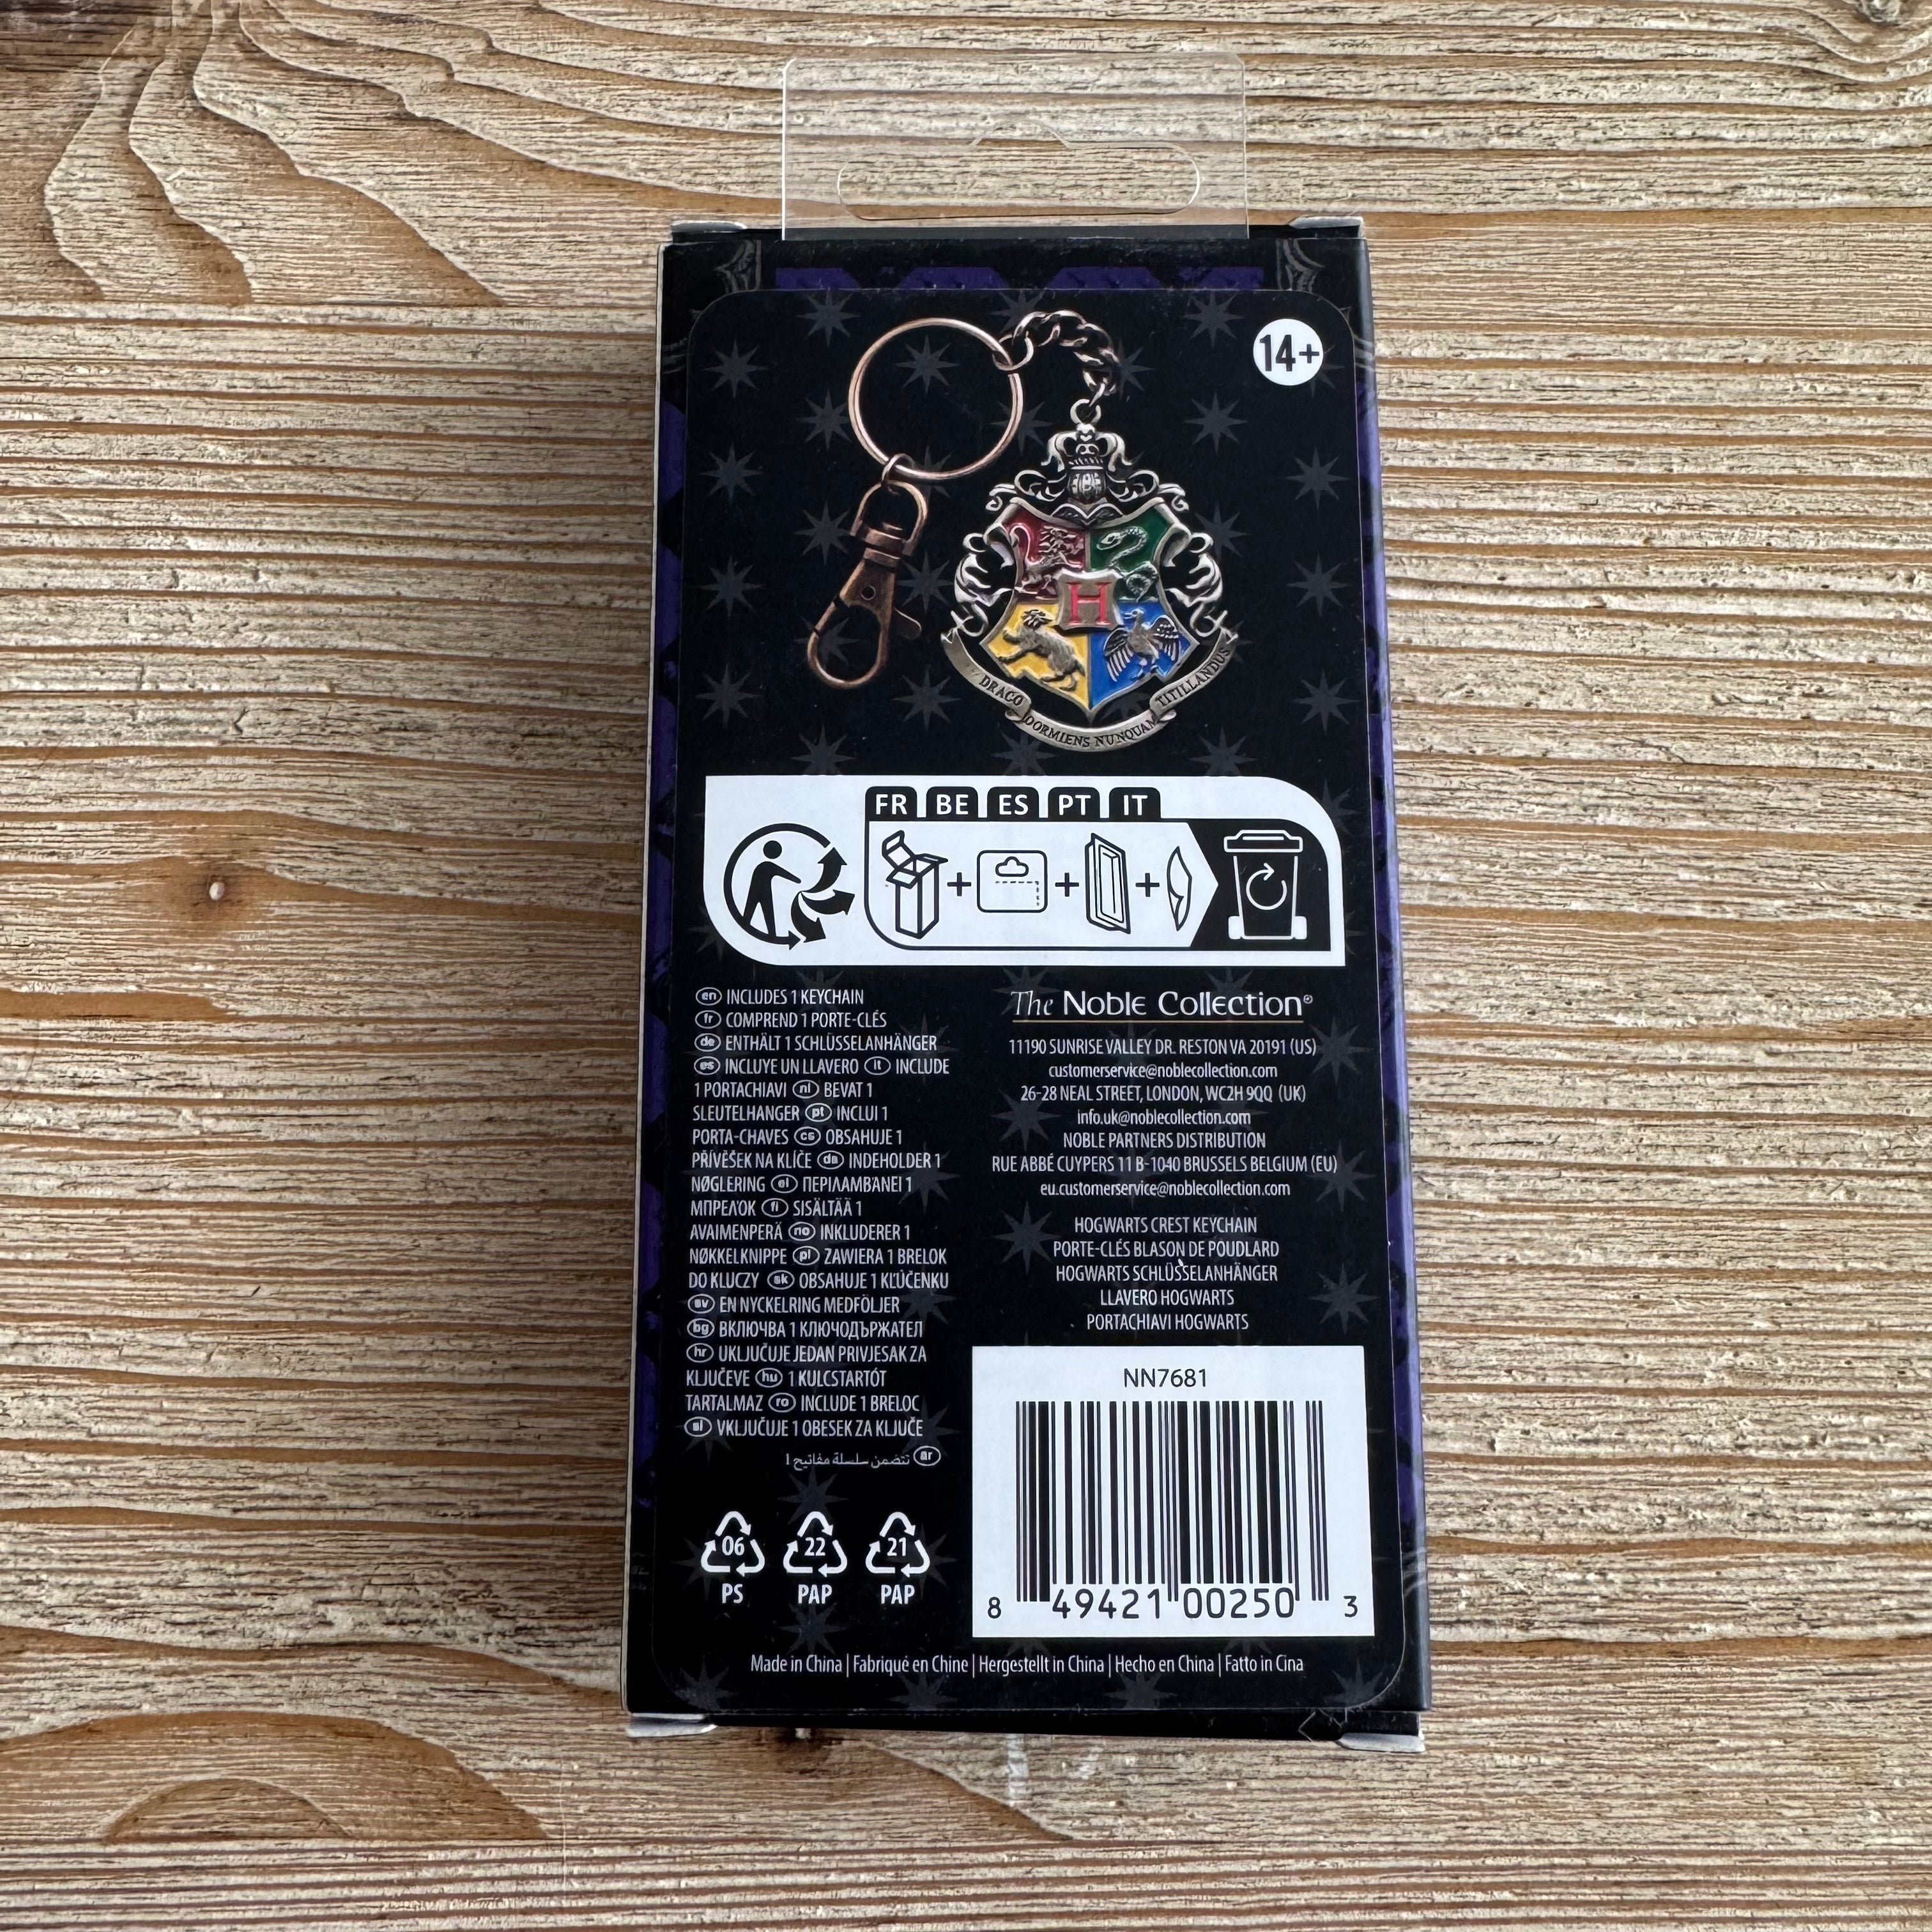 14+
H
DRACO DORMIENS NUNQUAM TITILLANDUS
FR BE ES PT IT
en INCLUDES 1 KEYCHAIN
fr COMPREND 1 PORTE-CLÉS
de ENTHÄLT 1 SCHLÜSSELANHÄNGER
es INCLUYE UN LLAVERO it INCLUDE
1 PORTACHIAVI nl BEVAT 1
SLEUTELHANGER pt INCLUI 1
PORTA-CHAVES cs OBSAHUJE 1
PŘÍVĚŠEK NA KLÍČE da INDEHOLDER 1
NØGLERING el ΠΕΡΙΛΑΜΒΆΝΕΙ 1
ΜΠΡΕΛΌΚ fi SISÄLTÄÄ 1
AVAIMENPERÄ no INKLUDERER 1
NØKKELKNIPPE pl ZAWIERA 1 BRELOK
DO KLUCZY sk OBSAHUJE 1 KĽÚČENKU
sv EN NYCKELRING MEDFÖLJER
bg ВКЛЮЧВА 1 КЛЮЧОДЪРЖАТЕЛ
hr UKLJUČUJE JEDAN PRIVJESAK ZA
KLJUČEVE hu 1 KULCSTARTÓT
TARTALMAZ ro INCLUDE 1 BRELOC
sl VKLJUČUJE 1 OBESEK ZA KLJUČE
ar تتضمن سلسلة مفاتيح 1
The Noble Collection®
11190 SUNRISE VALLEY DR. RESTON VA 20191 (US)
customerservice@noblecollection.com
26-28 NEAL STREET, LONDON, WC2H 9QQ (UK)
info.uk@noblecollection.com
NOBLE PARTNERS DISTRIBUTION
RUE ABBÉ CUYPERS 11 B-1040 BRUSSELS BELGIUM (EU)
eu.customerservice@noblecollection.com
HOGWARTS CREST KEYCHAIN
PORTE-CLÉS BLASON DE POUDLARD
HOGWARTS SCHLÜSSELANHÄNGER
LLAVERO HOGWARTS
PORTACHIAVI HOGWARTS
NN7681
8 49421 00250 3
06 22 21
PS PAP PAP
Made in China | Fabriqué en Chine | Hergestellt in China | Hecho en China | Fatto in Cina